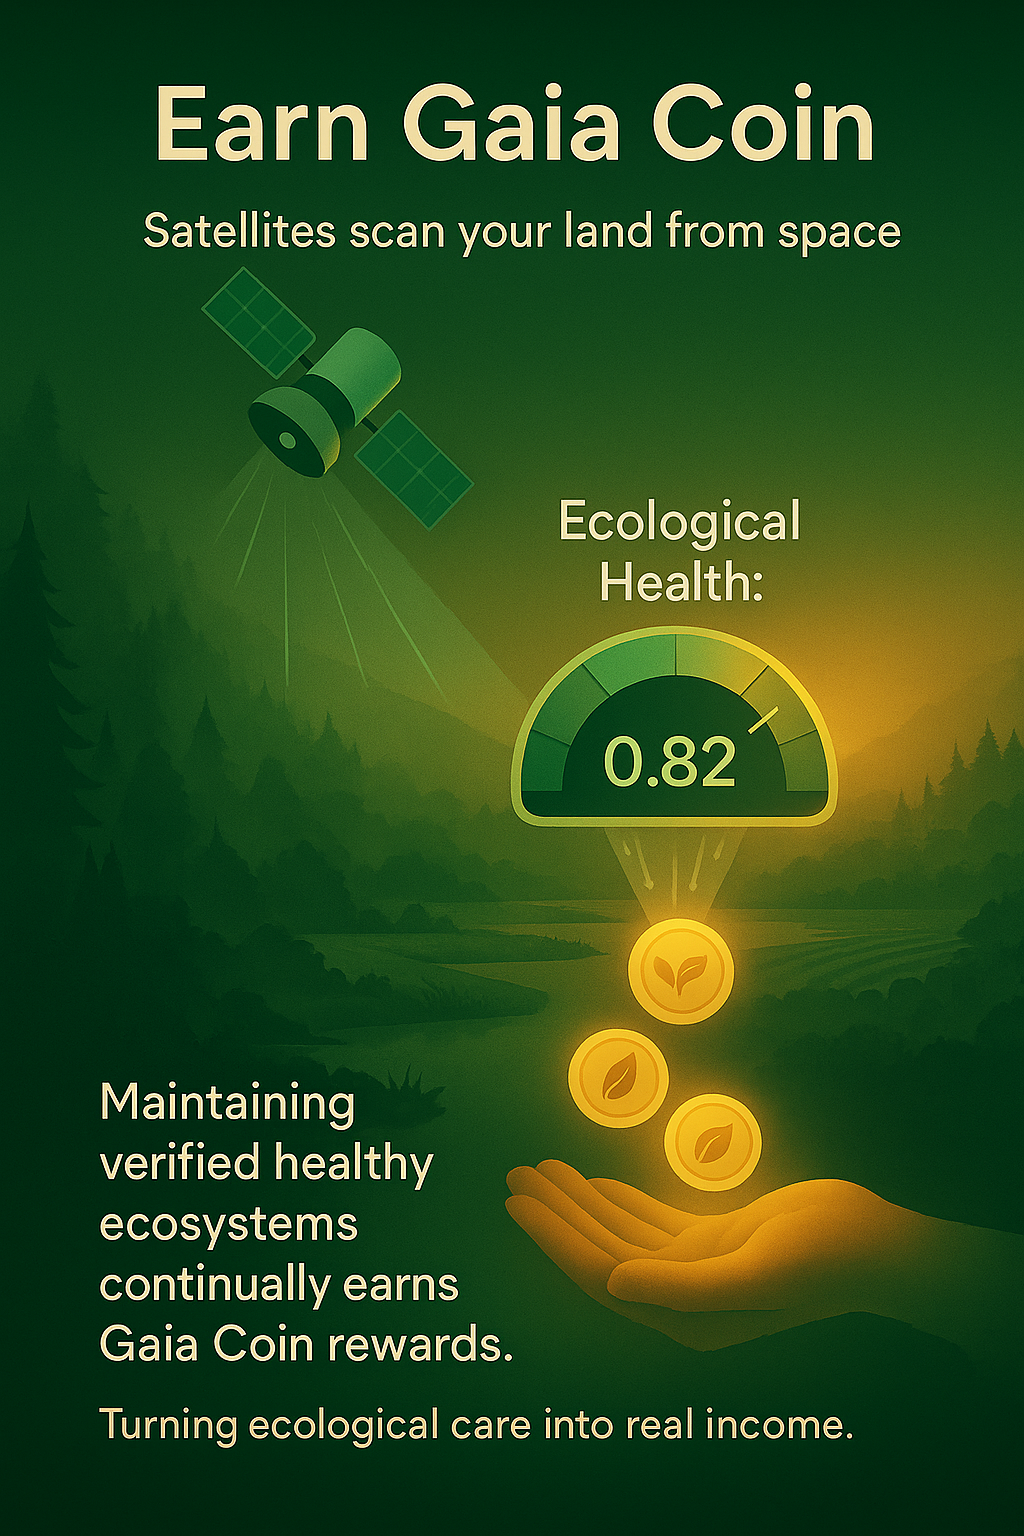 Earn Gaia Coin
Satellites scan your land from space
Ecological
Health:
0.82
Maintaining
verified healthy
ecosystems
continually earns
Gaia Coin rewards.
Turning ecological care into real income.